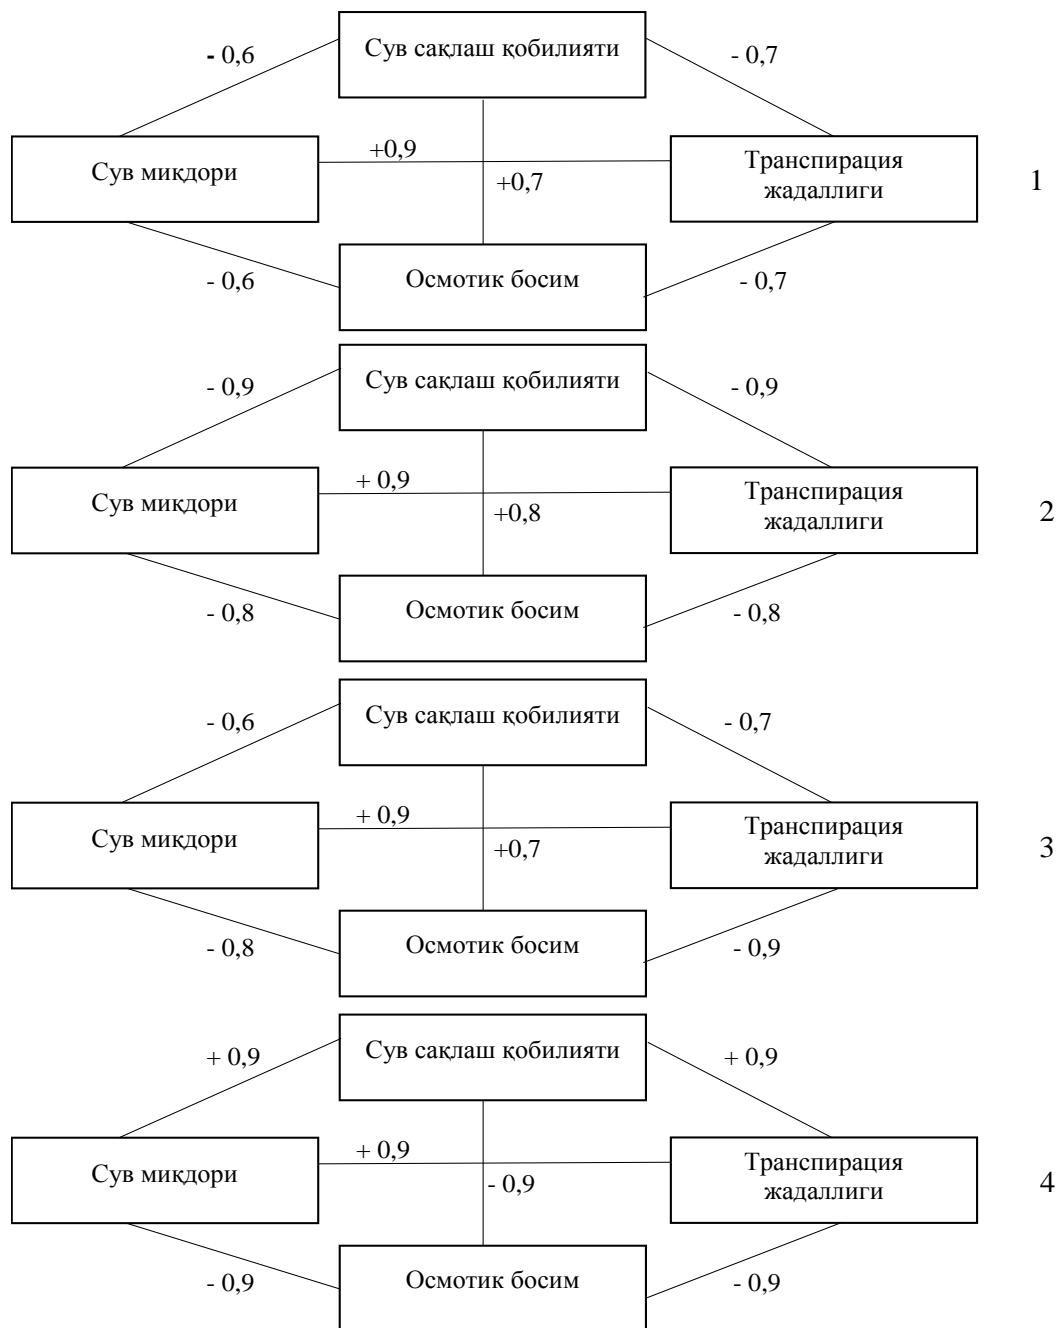 Сув сақлаш қобилияти
- 0,6
- 0,7
Сув миқдори
+0,9
+0,7
Транспирация
жадаллиги
1
Осмотик босим
- 0,6
- 0,7
Сув сақлаш қобилияти
- 0,9
- 0,9
Сув миқдори
+ 0,9
+0,8
Транспирация
жадаллиги
2
Осмотик босим
- 0,8
- 0,8
Сув сақлаш қобилияти
- 0,6
- 0,7
Сув миқдори
+ 0,9
+0,7
Транспирация
жадаллиги
3
Осмотик босим
- 0,8
- 0,9
Сув сақлаш қобилияти
+ 0,9
+ 0,9
Сув миқдори
+ 0,9
- 0,9
Транспирация
жадаллиги
4
Осмотик босим
- 0,9
- 0,9